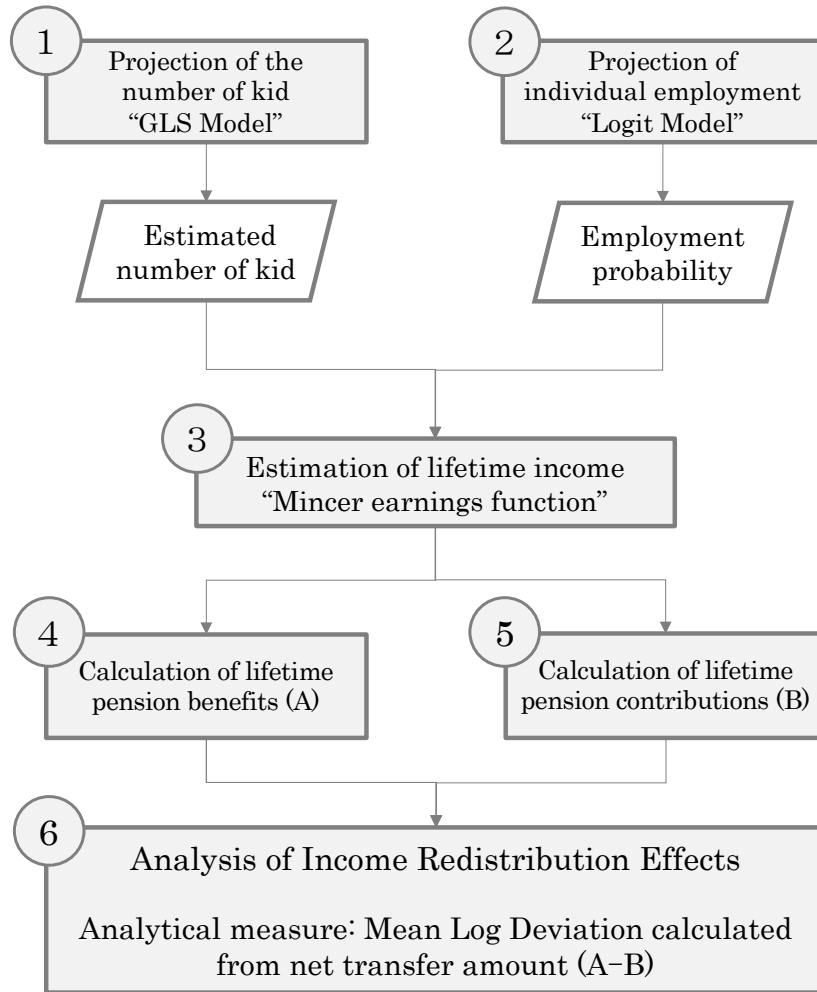 1
Projection of the
number of kid
“GLS Model”
2
Projection of
individual employment
“Logit Model”
Estimated
number of kid
Employment
probability
3
Estimation of lifetime income
“Mincer earnings function”
4
Calculation of lifetime
pension benefits (A)
5
Calculation of lifetime
pension contributions (B)
6
Analysis of Income Redistribution Effects
Analytical measure: Mean Log Deviation calculated
from net transfer amount (A−B)